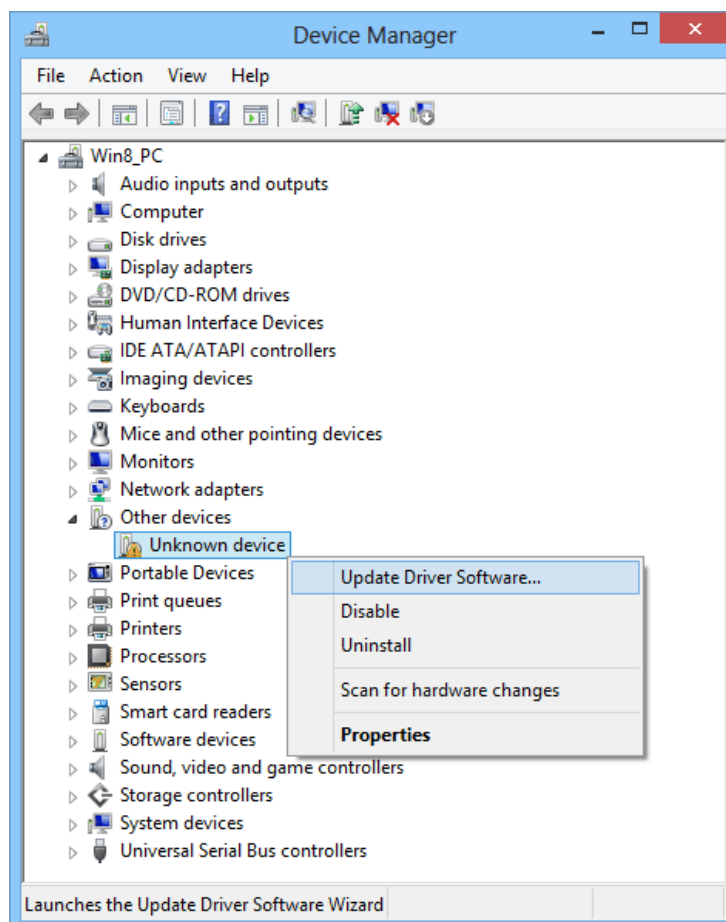 Device Manager
File Action View Help
Win8_PC
Audio inputs and outputs
Computer
Disk drives
Display adapters
DVD/CD-ROM drives
Human Interface Devices
IDE ATA/ATAPI controllers
Imaging devices
Keyboards
Mice and other pointing devices
Monitors
Network adapters
Other devices
Unknown device
Portable Devices
Print queues
Printers
Processors
Sensors
Smart card readers
Software devices
Sound, video and game controllers
Storage controllers
System devices
Universal Serial Bus controllers
Update Driver Software...
Disable
Uninstall
Scan for hardware changes
Properties
Launches the Update Driver Software Wizard